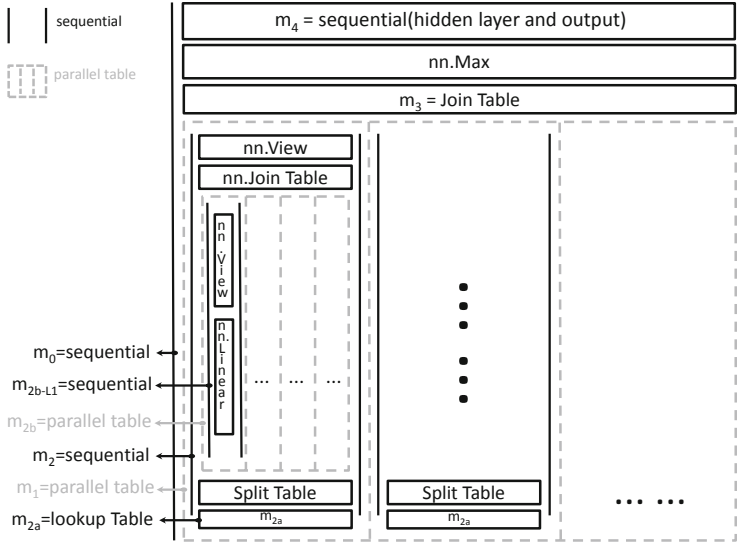 sequential
parallel table
m4 = sequential(hidden layer and output)
nn.Max
m3 = Join Table
nn.View
nn.Join Table
nn.View
nn.Linear
... ... ...
m0=sequential
m2b-L1=sequential
m2b=parallel table
m2=sequential
m1=parallel table
m2a=lookup Table
Split Table
m2a
Split Table
m2a
... ...